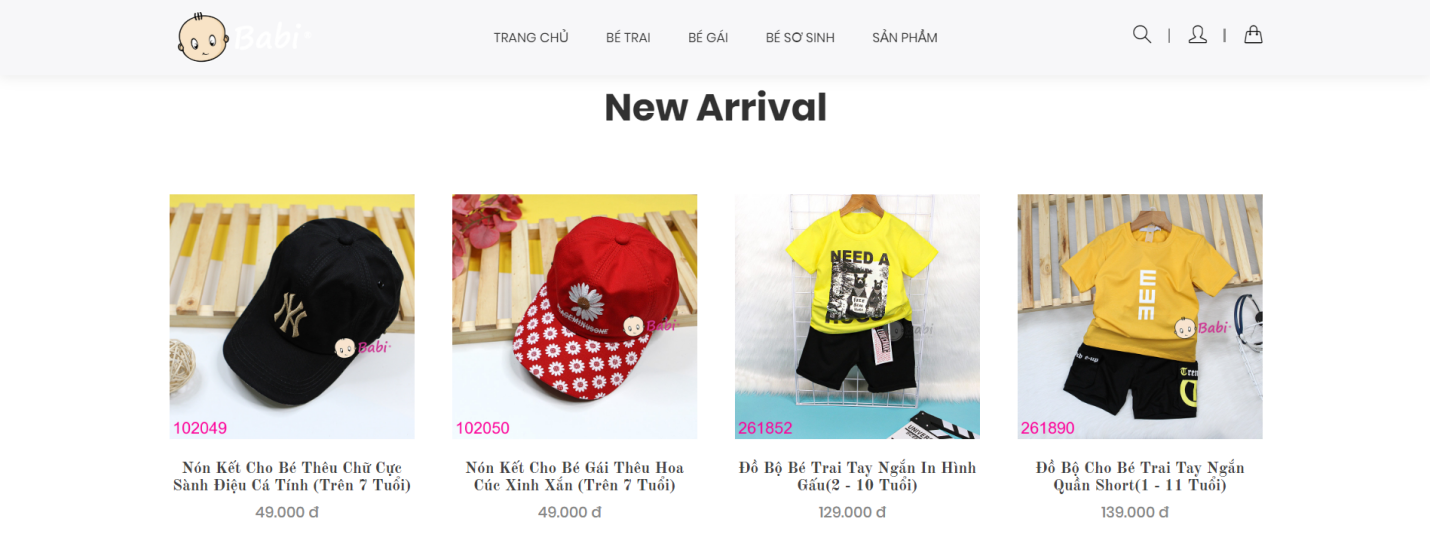 Babi
TRANG CHỦ
BÉ TRAI
BÉ GÁI
BÉ SƠ SINH
SẢN PHẨM
New Arrival
NY
Babi
102049
Babi
102050
NEED A
Babi
261852
Babi
Tren
261890
Nón Kết Cho Bé Thêu Chữ Cực
Sành Điệu Cá Tính (Trên 7 Tuổi)
49.000 đ
Nón Kết Cho Bé Gái Thêu Hoa
Cúc Xinh Xắn (Trên 7 Tuổi)
49.000 đ
Đồ Bộ Bé Trai Tay Ngắn In Hình
Gấu(2 - 10 Tuổi)
129.000 đ
Đồ Bộ Cho Bé Trai Tay Ngắn
Quần Short(1 - 11 Tuổi)
139.000 đ